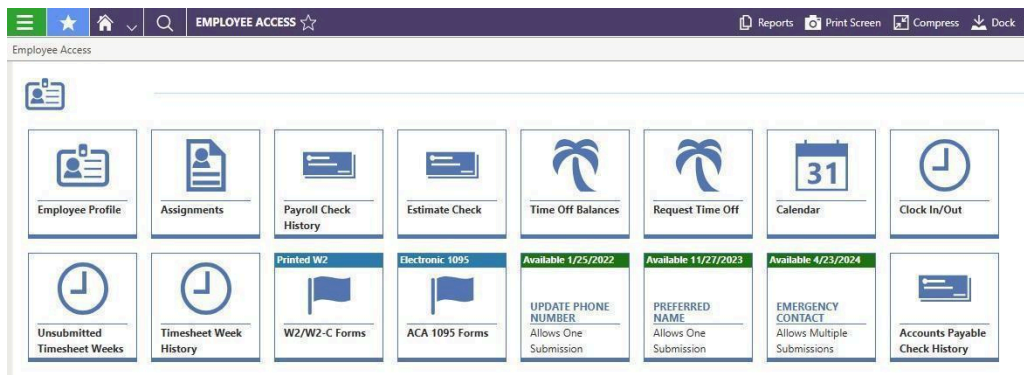 EMPLOYEE ACCESS
Reports
Print Screen
Compress
Dock
Employee Access
Employee Profile
Assignments
Payroll Check
History
Estimate Check
Time Off Balances
Request Time Off
31
Calendar
Clock In/Out
Unsubmitted
Timesheet Weeks
Timesheet Week
History
Printed W2
W2/W2-C Forms
Electronic 1095
ACA 1095 Forms
Available 1/25/2022
UPDATE PHONE
NUMBER
Allows One
Submission
Available 11/27/2023
PREFERRED
NAME
Allows One
Submission
Available 4/23/2024
EMERGENCY
CONTACT
Allows Multiple
Submissions
Accounts Payable
Check History